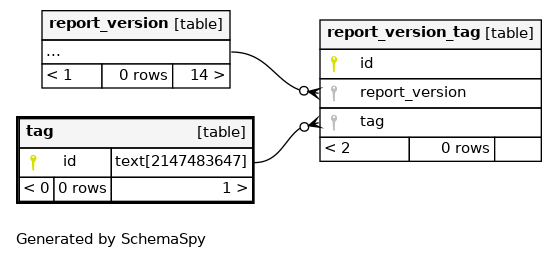 report_version [table]
...
< 1 0 rows 14 >
tag [table]
id text[2147483647]
< 0 0 rows 1 >
report_version_tag [table]
id
report_version
tag
< 2 0 rows
Generated by SchemaSpy